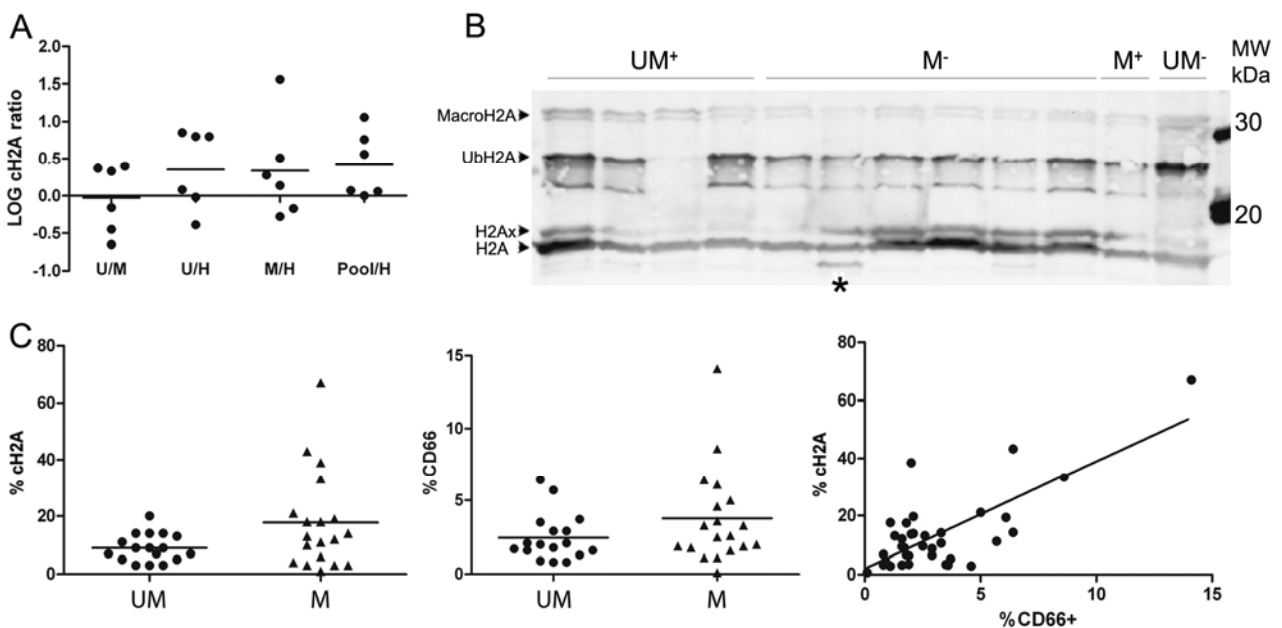 A
LOG cH2A ratio
2.0
1.5
1.0
0.5
0.0
-0.5
-1.0
U/M U/H M/H Pool/H
B
UM+ M- M+ UM- MW kDa
MacroH2A
UbH2A
H2Ax
H2A
30
20
*
C
% cH2A
80
60
40
20
0
UM M
%CD66
15
10
5
0
UM M
% cH2A
80
60
40
20
0
0 5 10 15
%CD66+